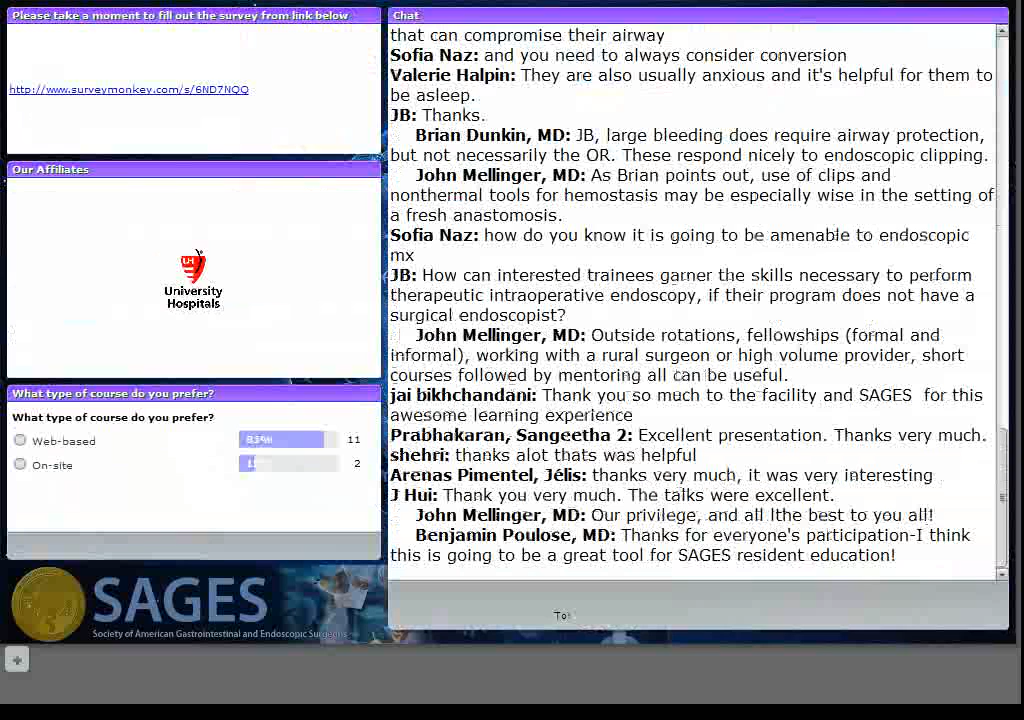 Please take a moment to fill out the survey from link below
http://www.surveymonkey.com/s/6ND7NQQ
Our Affiliates
UH
University
Hospitals
What type of course do you prefer?
What type of course do you prefer?
Web-based 11
On-site 2
SAGES
Society of American Gastrointestinal and Endoscopic Surgeons
Chat
that can compromise their airway
Sofia Naz: and you need to always consider conversion
Valerie Halpin: They are also usually anxious and it's helpful for them to
be asleep.
JB: Thanks.
Brian Dunkin, MD: JB, large bleeding does require airway protection,
but not necessarily the OR. These respond nicely to endoscopic clipping.
John Mellinger, MD: As Brian points out, use of clips and
nonthermal tools for hemostasis may be especially wise in the setting of
a fresh anastomosis.
Sofia Naz: how do you know it is going to be amenable to endoscopic
mx
JB: How can interested trainees garner the skills necessary to perform
therapeutic intraoperative endoscopy, if their program does not have a
surgical endoscopist?
John Mellinger, MD: Outside rotations, fellowships (formal and
informal), working with a rural surgeon or high volume provider, short
courses followed by mentoring all can be useful.
jai bikhchandani: Thank you so much to the facility and SAGES for this
awesome learning experience
Prabhakaran, Sangeetha 2: Excellent presentation. Thanks very much.
shehri: thanks alot thats was helpful
Arenas Pimentel, Jélis: thanks very much, it was very interesting
J Hui: Thank you very much. The talks were excellent.
John Mellinger, MD: Our privilege, and all lthe best to you all!
Benjamin Poulose, MD: Thanks for everyone's participation-I think
this is going to be a great tool for SAGES resident education!
To: